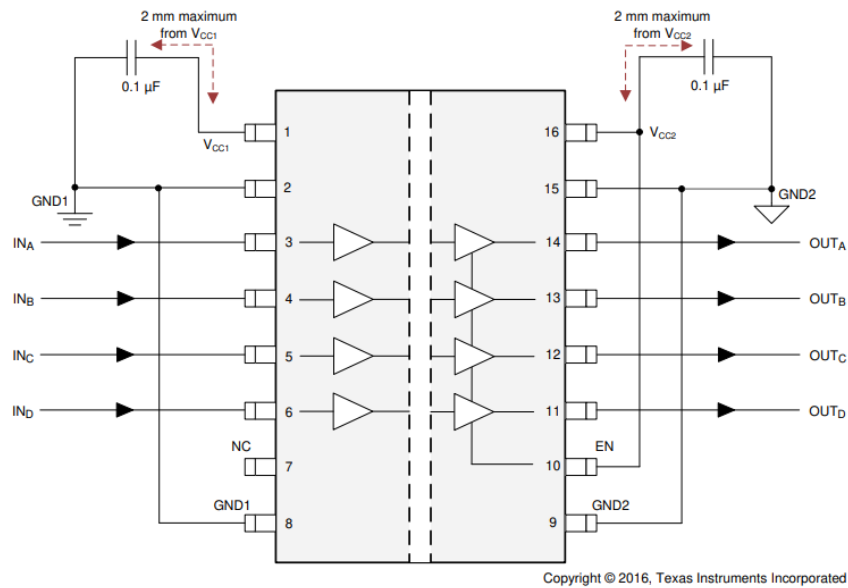 2 mm maximum
from VCC1
2 mm maximum
from VCC2
0.1 µF
0.1 µF
VCC1
1
16
VCC2
GND1
2
15
GND2
INA
3
14
OUTA
INB
4
13
OUTB
INC
5
12
OUTC
IND
6
11
OUTD
NC
7
10
EN
GND1
8
9
GND2
Copyright © 2016, Texas Instruments Incorporated